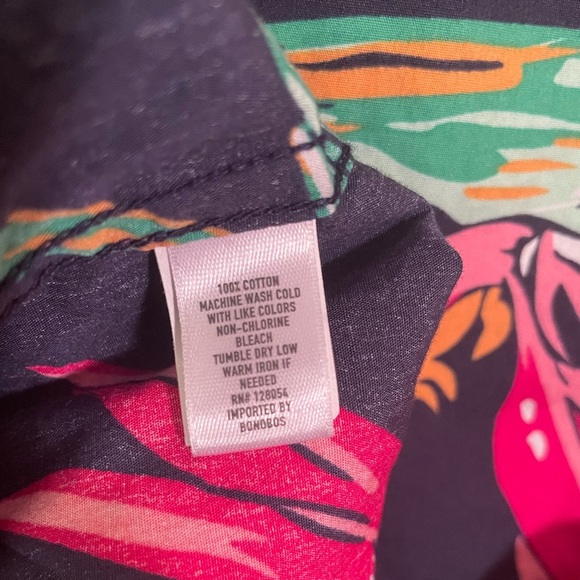 100% COTTON
MACHINE WASH COLD
WITH LIKE COLORS
NON-CHLORINE
BLEACH
TUMBLE DRY LOW
WARM IRON IF
NEEDED
RN# 128054
IMPORTED BY
BONOBOS